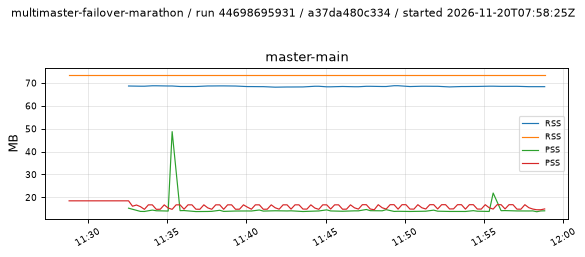 multimaster-failover-marathon / run 44698695931 / a37da480c334 / started 2026-11-20T07:58:25Z
master-main
MB
70
60
50
40
30
20
RSS
RSS
PSS
PSS
11:30
11:35
11:40
11:45
11:50
11:55
12:00